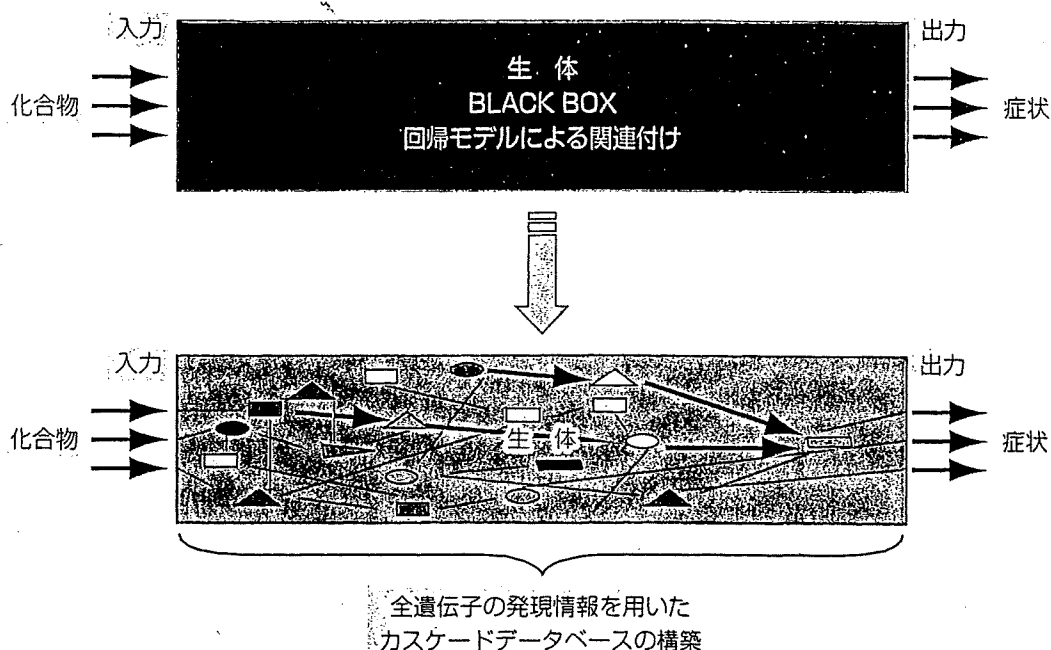 入力
出力
生 体
BLACK BOX
回帰モデルによる関連付け
化合物
症状
入力
出力
生 体
化合物
症状
全遺伝子の発現情報を用いた
カスケードデータベースの構築